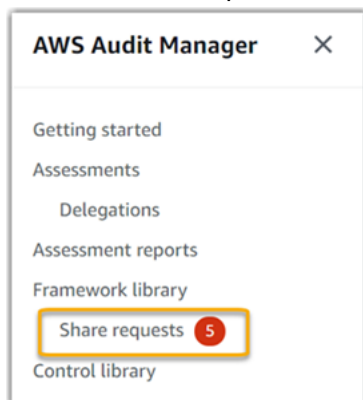 AWS Audit Manager
Getting started
Assessments
Delegations
Assessment reports
Framework library
Share requests 5
Control library